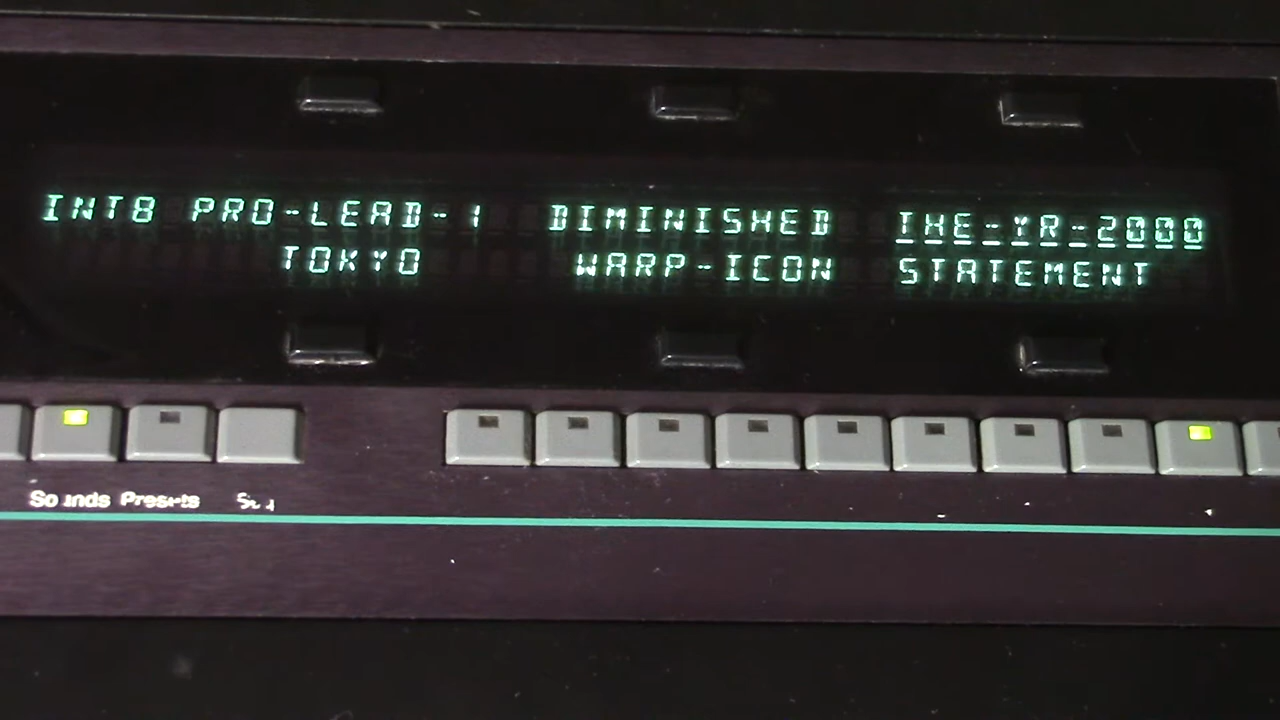 INT8 PRO-LEAD-1 DIMINISHED THE-YR-2000
TOKYO WARP-ICON STATEMENT
Sounds Presets